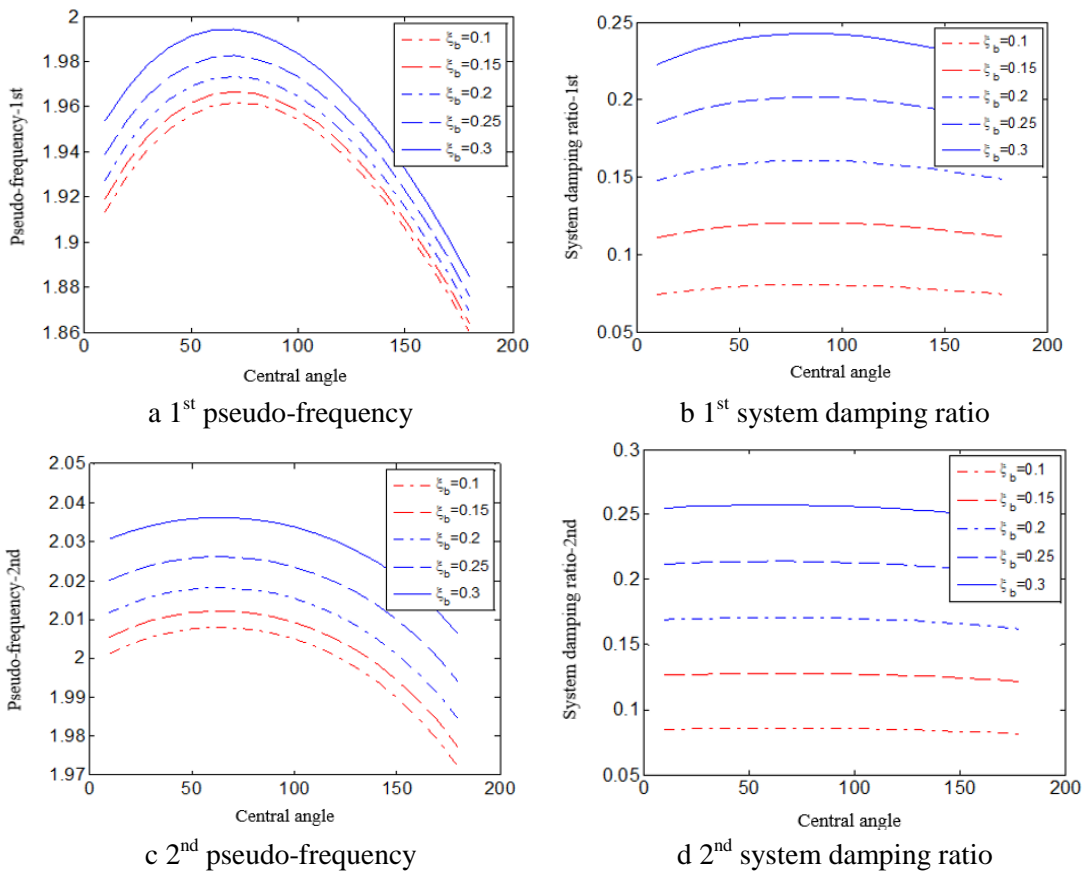 2
1.98
1.96
1.94
1.92
1.9
1.88
1.86
0
50
100
150
200
Pseudo-frequency-1st
Central angle
ξb=0.1
ξb=0.15
ξb=0.2
ξb=0.25
ξb=0.3
a 1st pseudo-frequency
0.25
0.2
0.15
0.1
0.05
0
50
100
150
200
System damping ratio-1st
Central angle
ξb=0.1
ξb=0.15
ξb=0.2
ξb=0.25
ξb=0.3
b 1st system damping ratio
2.05
2.04
2.03
2.02
2.01
2
1.99
1.98
1.97
0
50
100
150
200
Pseudo-frequency-2nd
Central angle
ξb=0.1
ξb=0.15
ξb=0.2
ξb=0.25
ξb=0.3
c 2nd pseudo-frequency
0.3
0.25
0.2
0.15
0.1
0.05
0
50
100
150
200
System damping ratio-2nd
Central angle
ξb=0.1
ξb=0.15
ξb=0.2
ξb=0.25
ξb=0.3
d 2nd system damping ratio